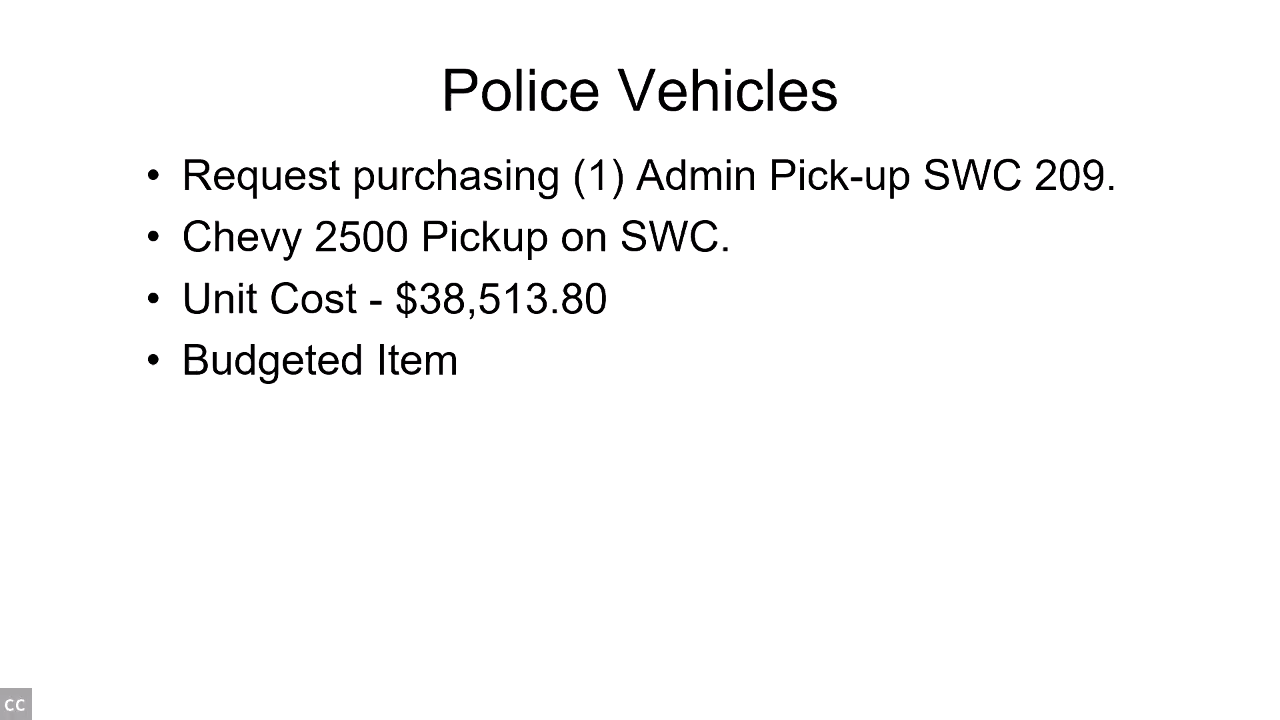 Police Vehicles
• Request purchasing (1) Admin Pick-up SWC 209.
• Chevy 2500 Pickup on SWC.
• Unit Cost - $38,513.80
• Budgeted Item
CC